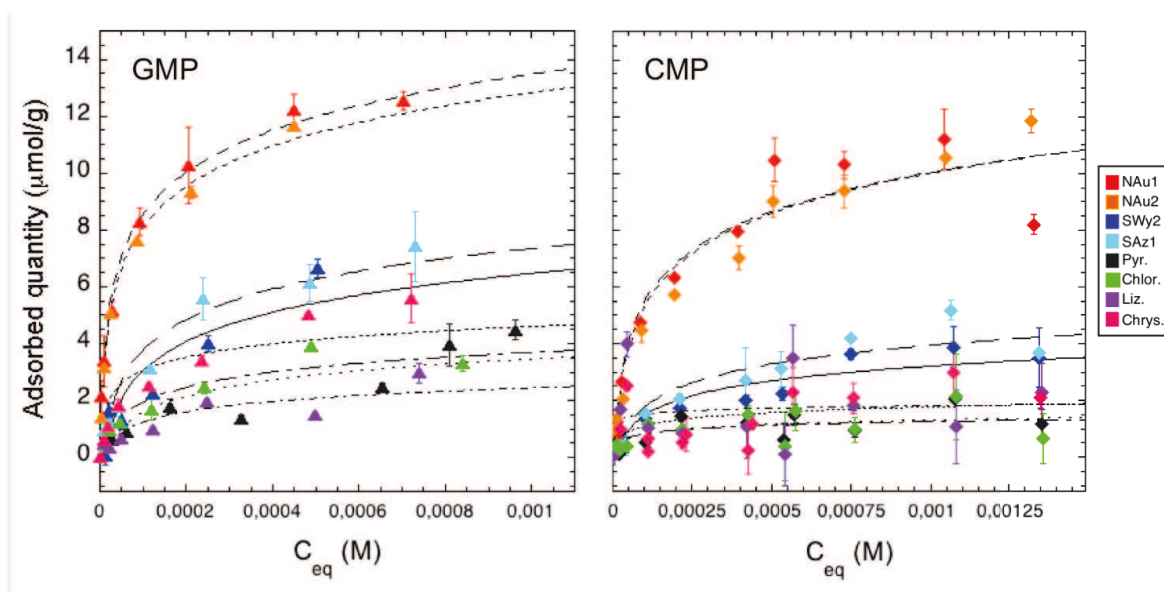 GMP
CMP
Adsorbed quantity (μmol/g)
14
12
10
8
6
4
2
0
0 0,0002 0,0004 0,0006 0,0008 0,001
0 0,00025 0,0005 0,00075 0,001 0,00125
C_eq (M)
C_eq (M)
NAu1
NAu2
SWy2
SAz1
Pyr.
Chlor.
Liz.
Chrys.